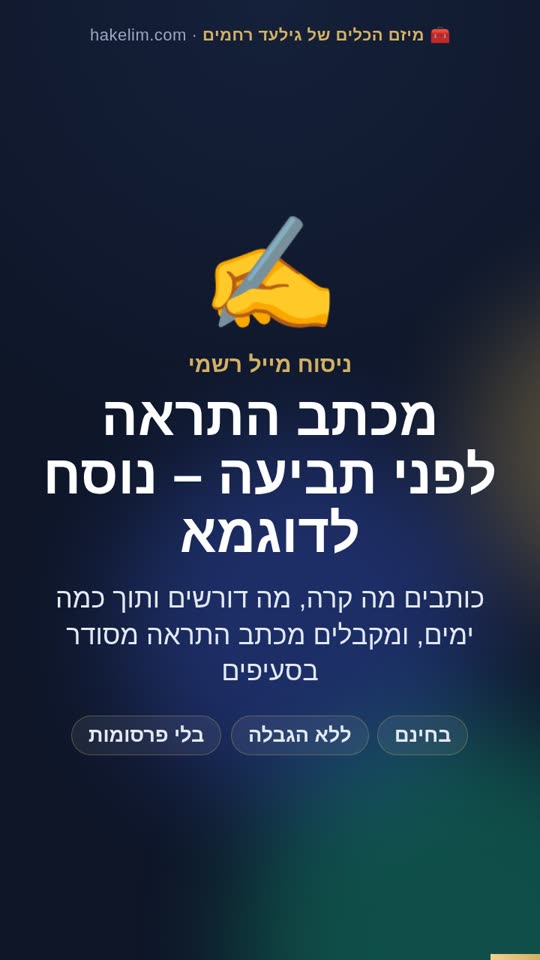 🧰 מיזם הכלים של גילעד רחמים · hakelim.com
ניסוח מייל רשמי
מכתב התראה
לפני תביעה – נוסח
לדוגמא
כותבים מה קרה, מה דורשים ותוך כמה
ימים, ומקבלים מכתב התראה מסודר
בסעיפים
בחינם
ללא הגבלה
בלי פרסומות